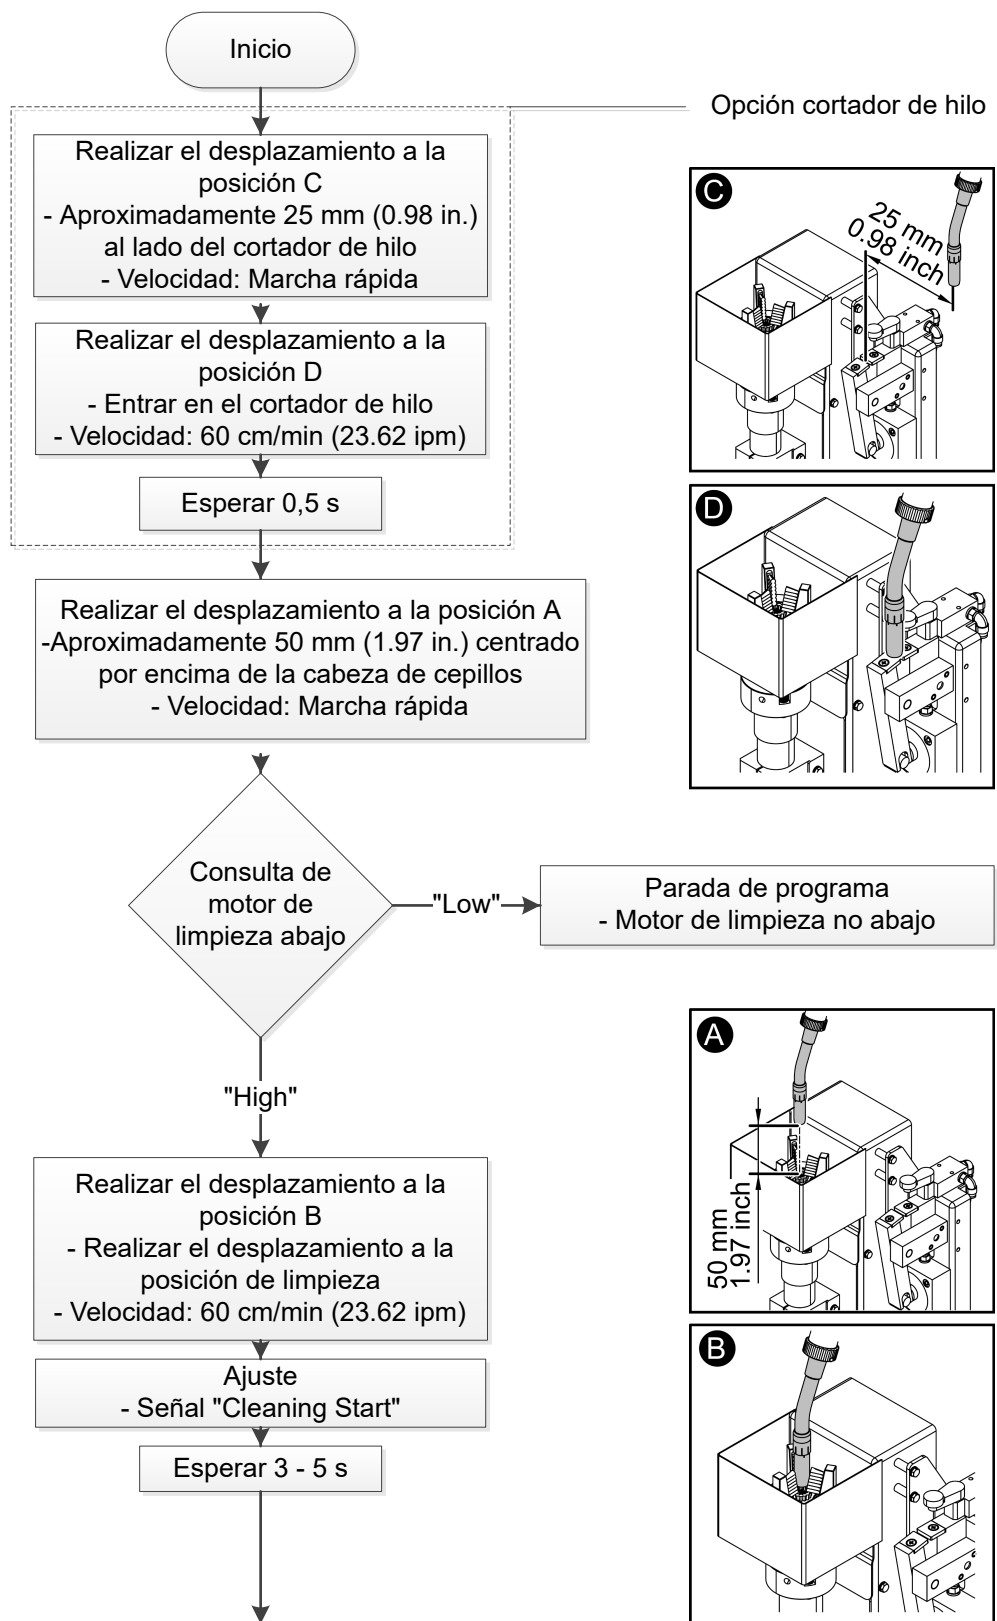 Inicio
Opción cortador de hilo
Realizar el desplazamiento a la
posición C
- Aproximadamente 25 mm (0.98 in.)
al lado del cortador de hilo
- Velocidad: Marcha rápida
C
25 mm
0.98 inch
Realizar el desplazamiento a la
posición D
- Entrar en el cortador de hilo
- Velocidad: 60 cm/min (23.62 ipm)
Esperar 0,5 s
D
Realizar el desplazamiento a la posición A
-Aproximadamente 50 mm (1.97 in.) centrado
por encima de la cabeza de cepillos
- Velocidad: Marcha rápida
Consulta de
motor de
limpieza abajo
"Low"
Parada de programa
- Motor de limpieza no abajo
"High"
A
50 mm
1.97 inch
Realizar el desplazamiento a la
posición B
- Realizar el desplazamiento a la
posición de limpieza
- Velocidad: 60 cm/min (23.62 ipm)
B
Ajuste
- Señal "Cleaning Start"
Esperar 3 - 5 s